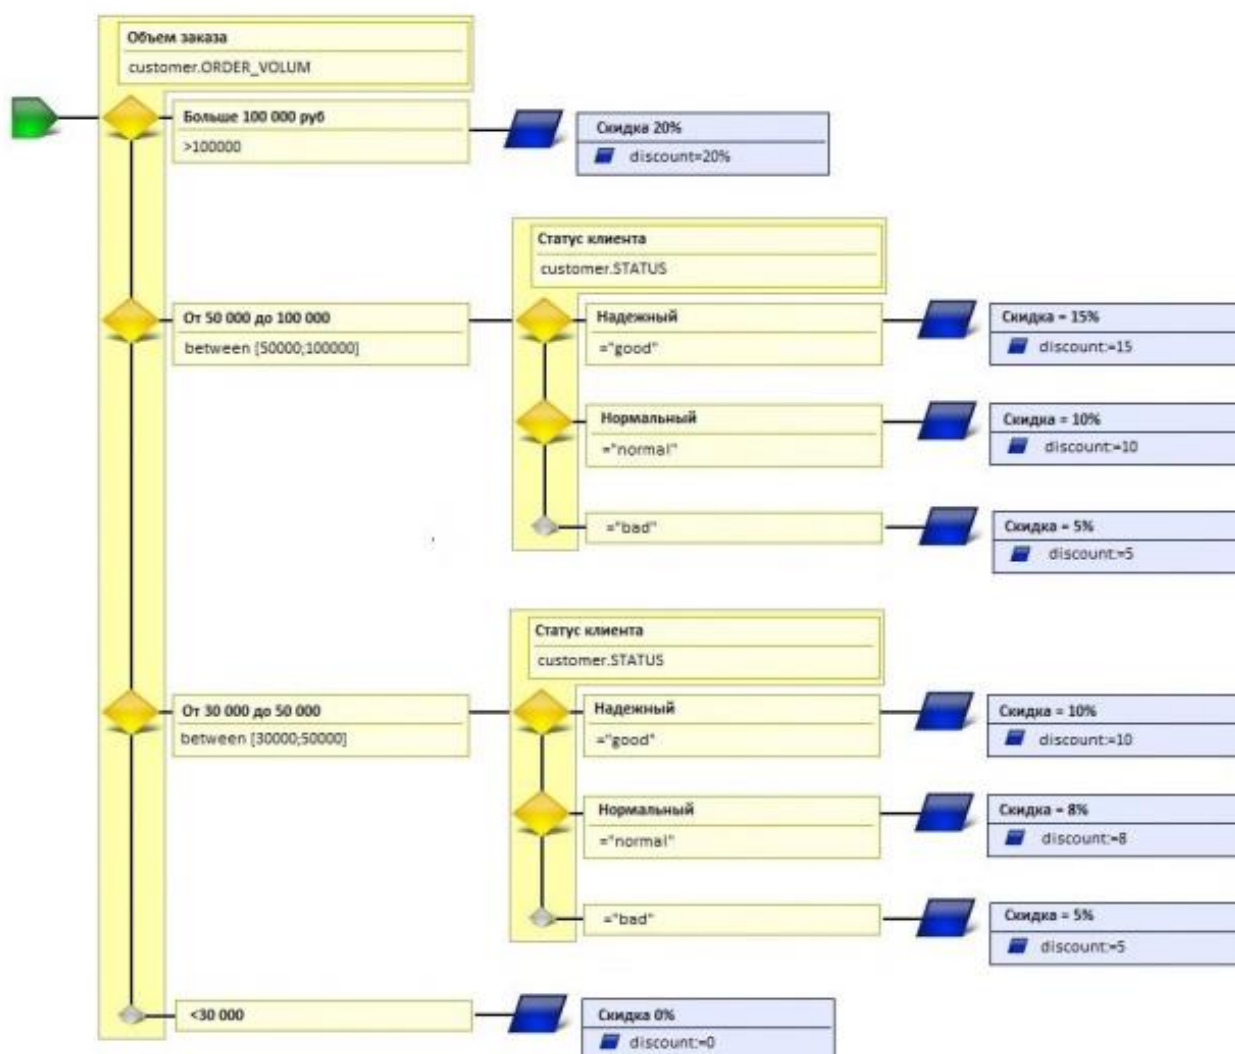 Объем заказа
customer.ORDER_VOLUM
Больше 100 000 руб
>100000
Скидка 20%
discount=20%
Статус клиента
customer.STATUS
От 50 000 до 100 000
between [50000;100000]
Надежный
="good"
Скидка = 15%
discount:=15
Нормальный
="normal"
Скидка = 10%
discount:=10
="bad"
Скидка = 5%
discount:=5
Статус клиента
customer.STATUS
От 30 000 до 50 000
between [30000;50000]
Надежный
="good"
Скидка = 10%
discount:=10
Нормальный
="normal"
Скидка = 8%
discount:=8
="bad"
Скидка = 5%
discount:=5
<30 000
Скидка 0%
discount:=0